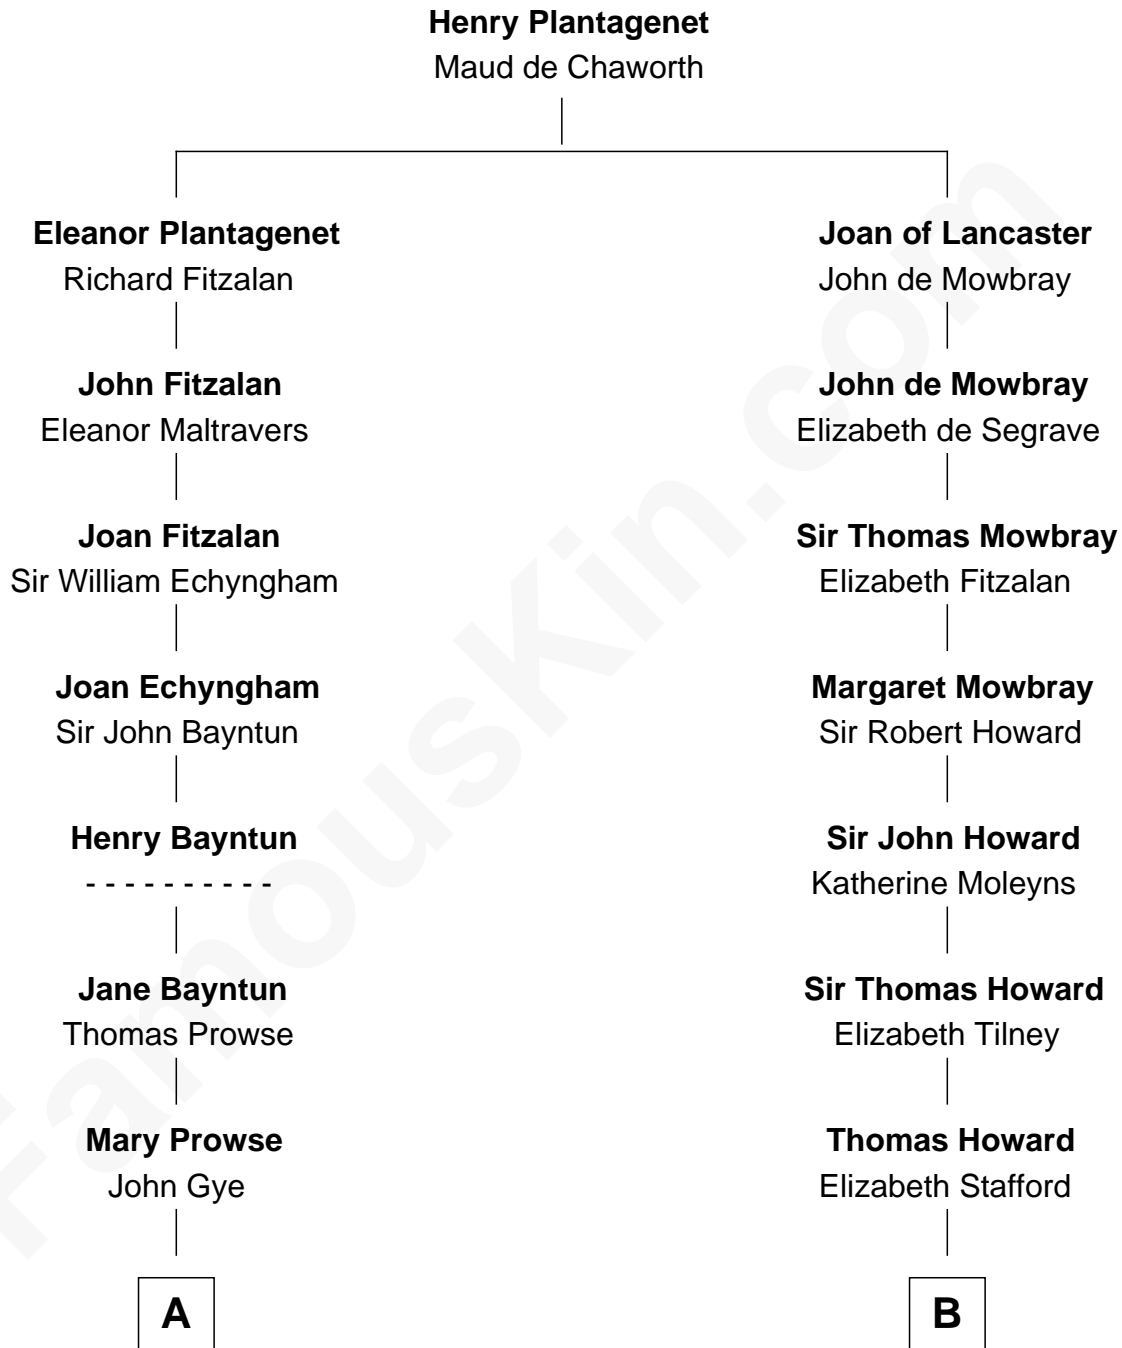 Henry Plantagenet
Maud de Chaworth
Eleanor Plantagenet
Richard Fitzalan
John Fitzalan
Eleanor Maltravers
Joan Fitzalan
Sir William Echyngham
Joan Echyngham
Sir John Bayntun
Henry Bayntun
- - - - - - - - - -
Jane Bayntun
Thomas Prowse
Mary Prowse
John Gye
A
Joan of Lancaster
John de Mowbray
John de Mowbray
Elizabeth de Segrave
Sir Thomas Mowbray
Elizabeth Fitzalan
Margaret Mowbray
Sir Robert Howard
Sir John Howard
Katherine Moleyns
Sir Thomas Howard
Elizabeth Tilney
Thomas Howard
Elizabeth Stafford
B
FamousKin.com